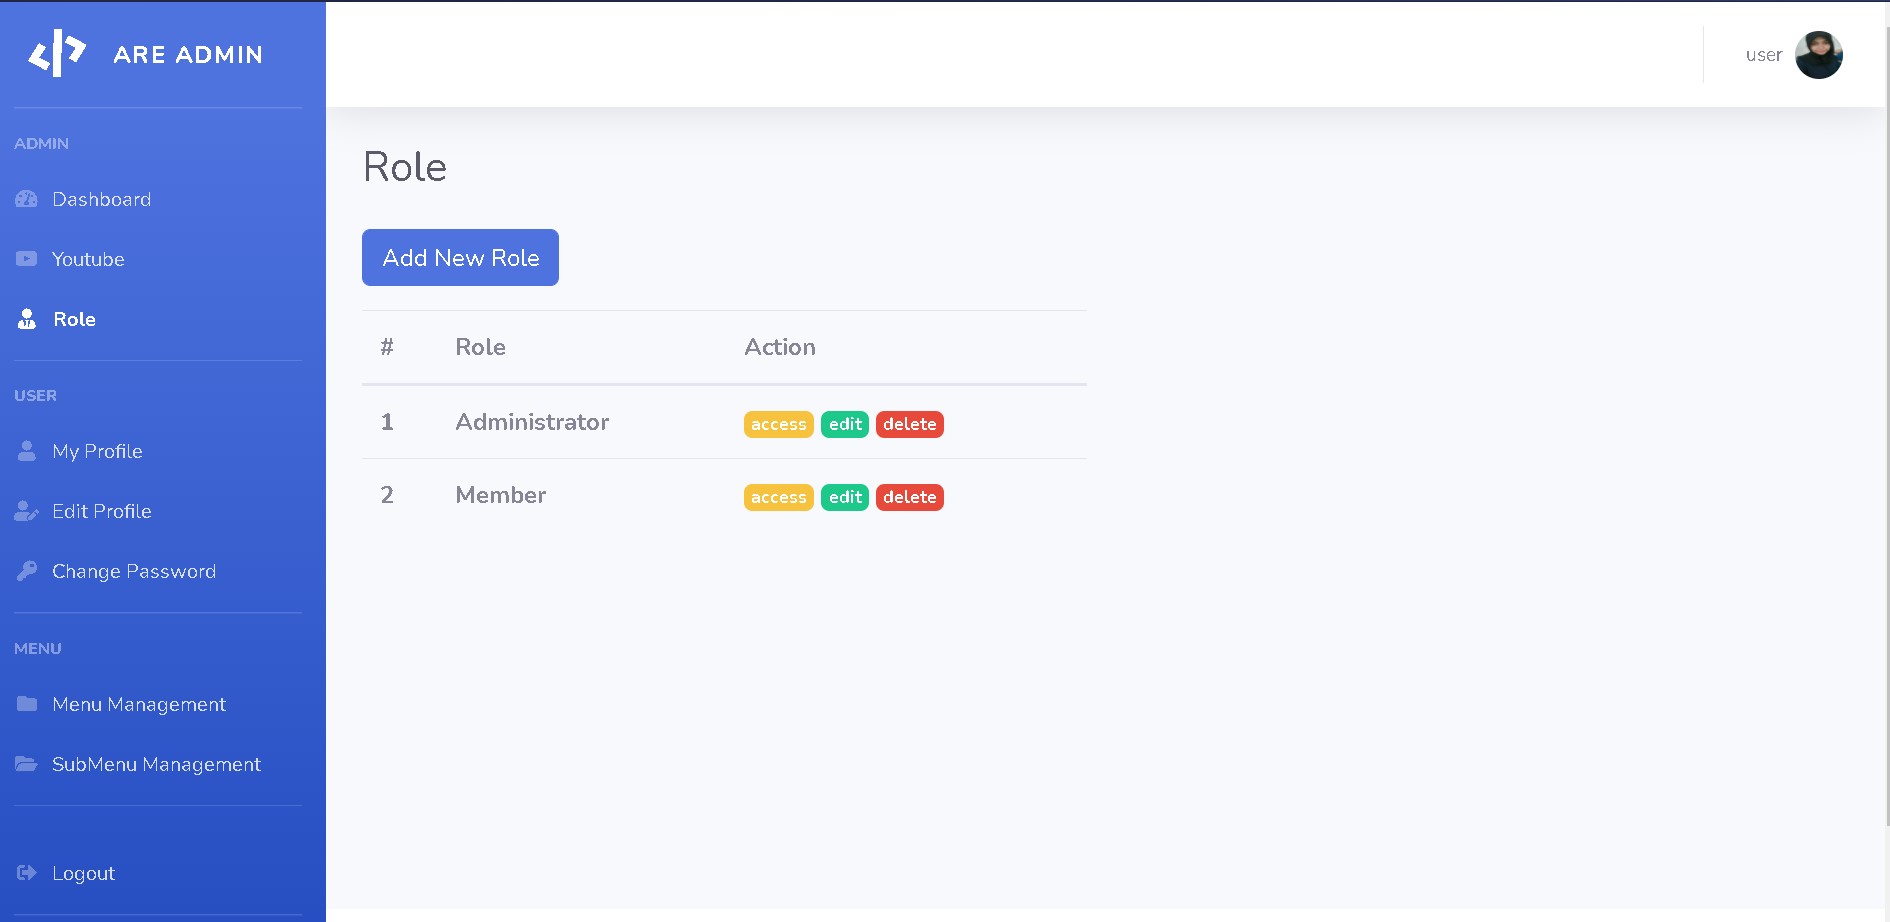 ARE ADMIN
user
ADMIN
Dashboard
Youtube
Role
USER
My Profile
Edit Profile
Change Password
MENU
Menu Management
SubMenu Management
Logout
Role
Add New Role
# Role Action
1 Administrator access edit delete
2 Member access edit delete